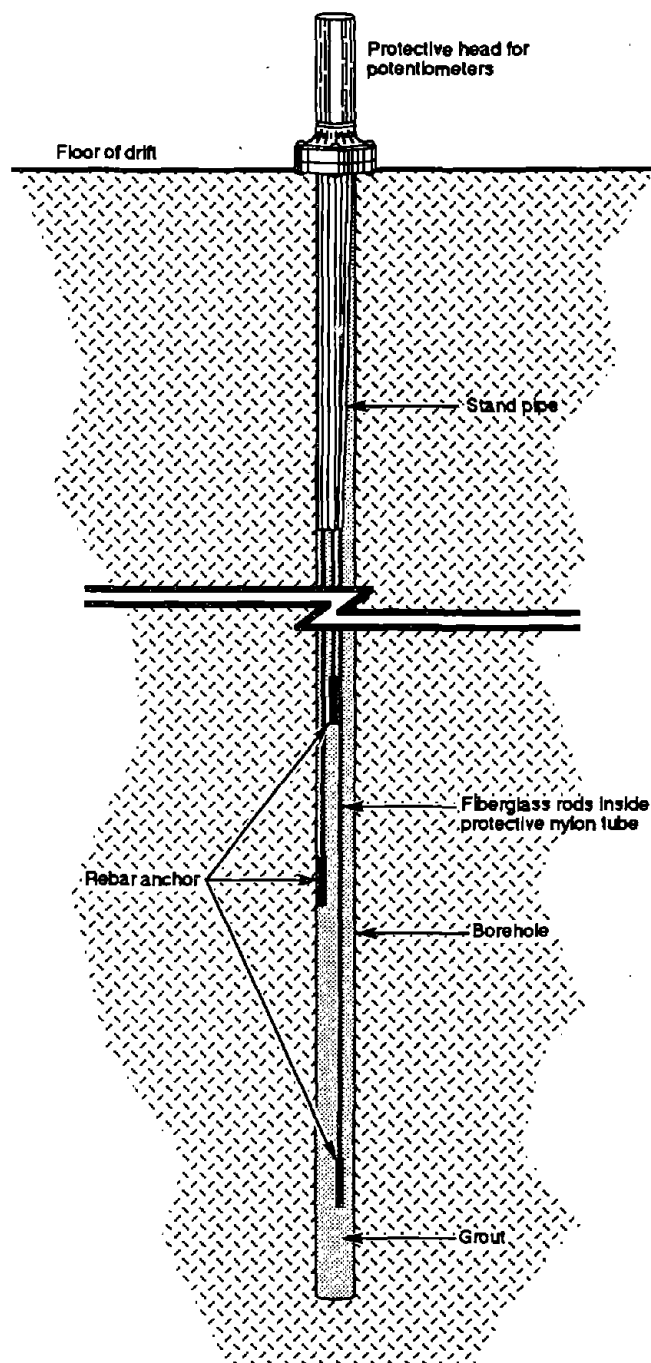 Protective head for
potentiometers
Floor of drift
Stand pipe
Fiberglass rods inside
protective nylon tube
Rebar anchor
Borehole
Grout